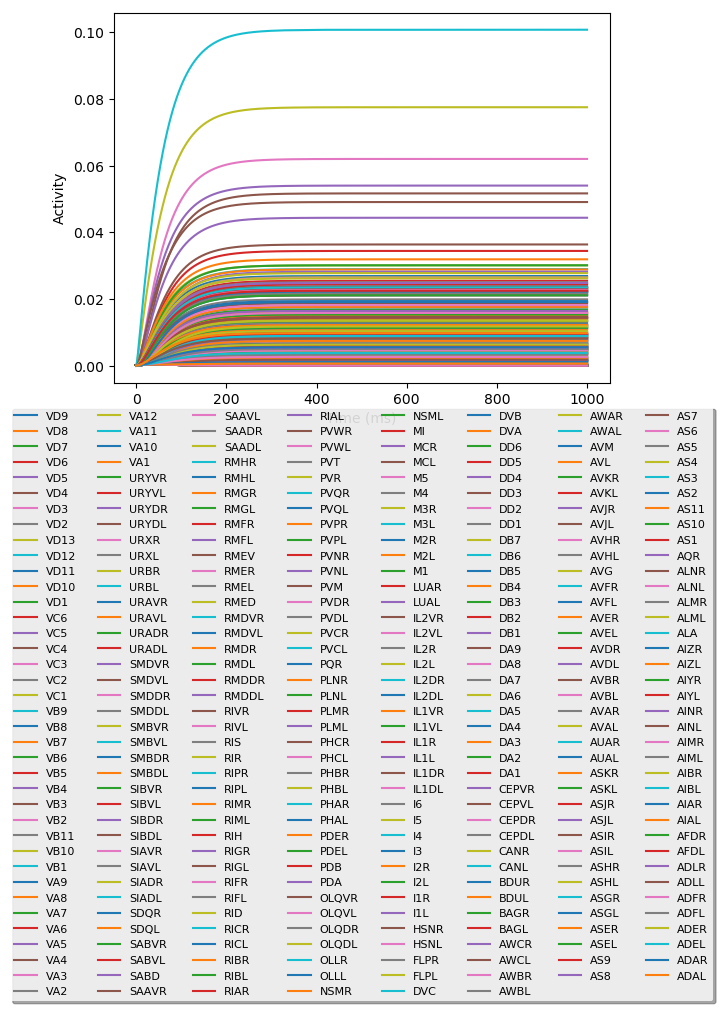 0.10
0.08
0.06
0.04
0.02
0.00
Activity
0 200 400 600 800 1000
Time (ms)
VD9 VA12 SAAVL RIAL NSML DVB AWAR AS7
VD8 VA11 SAADR PVWR MI DVA AWAL AS6
VD7 VA10 SAADL PVWL MCR DD6 AVM AS5
VD6 VA1 RMHR PVT MCL DD5 AVL AS4
VD5 URYVR RMHL PVR M5 DD4 AVKR AS3
VD4 URYVL RMGR PVQR M4 DD3 AVKL AS2
VD3 URYDR RMGL PVQL M3R DD2 AVJR AS11
VD2 URYDL RMFR PVPR M3L DD1 AVJL AS10
VD13 URXR RMFL PVPL M2R DB7 AVHR AS1
VD12 URXL RMEV PVNR M2L DB6 AVHL AQR
VD11 URBR RMER PVNL M1 DB5 AVG ALNR
VD10 URBL RMEL PVM LUAR DB4 AVFR ALNL
VD1 URAVR RMED PVDR LUAL DB3 AVFL ALMR
VC6 URAVL RMDVR PVDL IL2VR DB2 AVER ALML
VC5 URADR RMDVL PVCR IL2VL DB1 AVEL ALA
VC4 URADL RMDR PVCL IL2R DA9 AVDR AIZR
VC3 SMDVR RMDL PQR IL2L DA8 AVDL AIZL
VC2 SMDVL RMDDR PLNR IL2DR DA7 AVBR AIYR
VC1 SMDDR RMDDL PLNL IL2DL DA6 AVBL AIYL
VB9 SMDDL RIVR PLMR IL1VR DA5 AVAR AINR
VB8 SMBVR RIVL PLML IL1VL DA4 AVAL AINL
VB7 SMBVL RIS PHCR IL1R DA3 AUAR AIMR
VB6 SMBDR RIR PHCL IL1L DA2 AUAL AIML
VB5 SMBDL RIPR PHBR IL1DR DA1 ASKR AIBR
VB4 SIBVR RIPL PHBL IL1DL CEPVR ASKL AIBL
VB3 SIBVL RIMR PHAR I6 CEPVL ASJR AIAR
VB2 SIBDR RIML PHAL I5 CEPDR ASJL AIAL
VB11 SIBDL RIH PDER I4 CEPDL ASIR AFDR
VB10 SIAVR RIGR PDEL I3 CANR ASIL AFDL
VB1 SIAVL RIGL PDB I2R CANL ASHR ADLR
VA9 SIADR RIFR PDA I2L BDUR ASHL ADLL
VA8 SIADL RIFL OLQVR I1R BDUL ASGR ADFR
VA7 SDQR RID OLQVL I1L BAGR ASGL ADFL
VA6 SDQL RICR OLQDR HSNR BAGL ASER ADER
VA5 SABVR RICL OLQDL HSNL AWCR ASEL ADEL
VA4 SABVL RIBR OLLR FLPR AWCL AS9 ADAR
VA3 SABD RIBL OLLL FLPL AWBR AS8 ADAL
VA2 SAAVR RIAR NSMR DVC AWBL